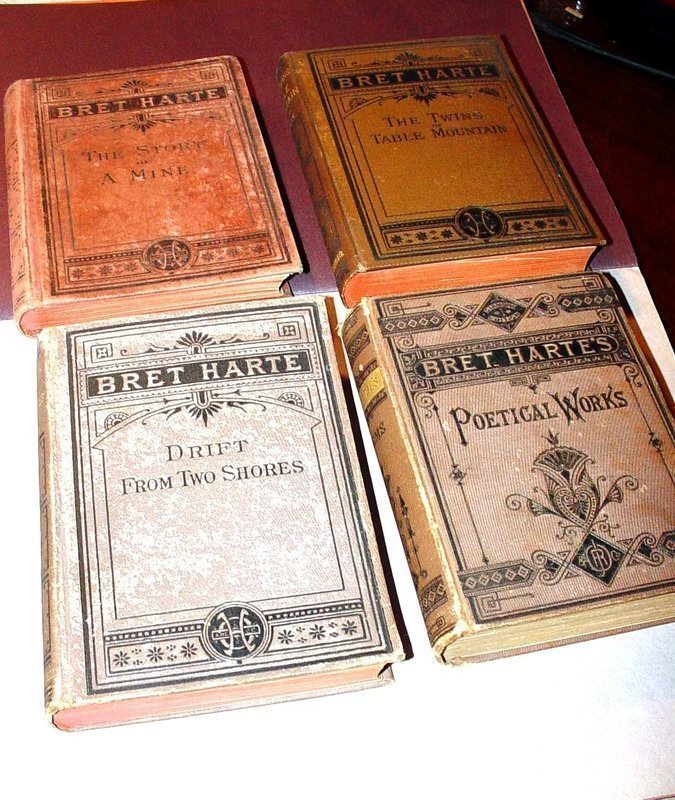 BRET HARTE
THE STORY
OF
A MINE
BRET HARTE
THE TWINS
OF
TABLE MOUNTAIN
BRET HARTE
DRIFT
FROM TWO SHORES
BRET HARTE'S
POETICAL WORKS